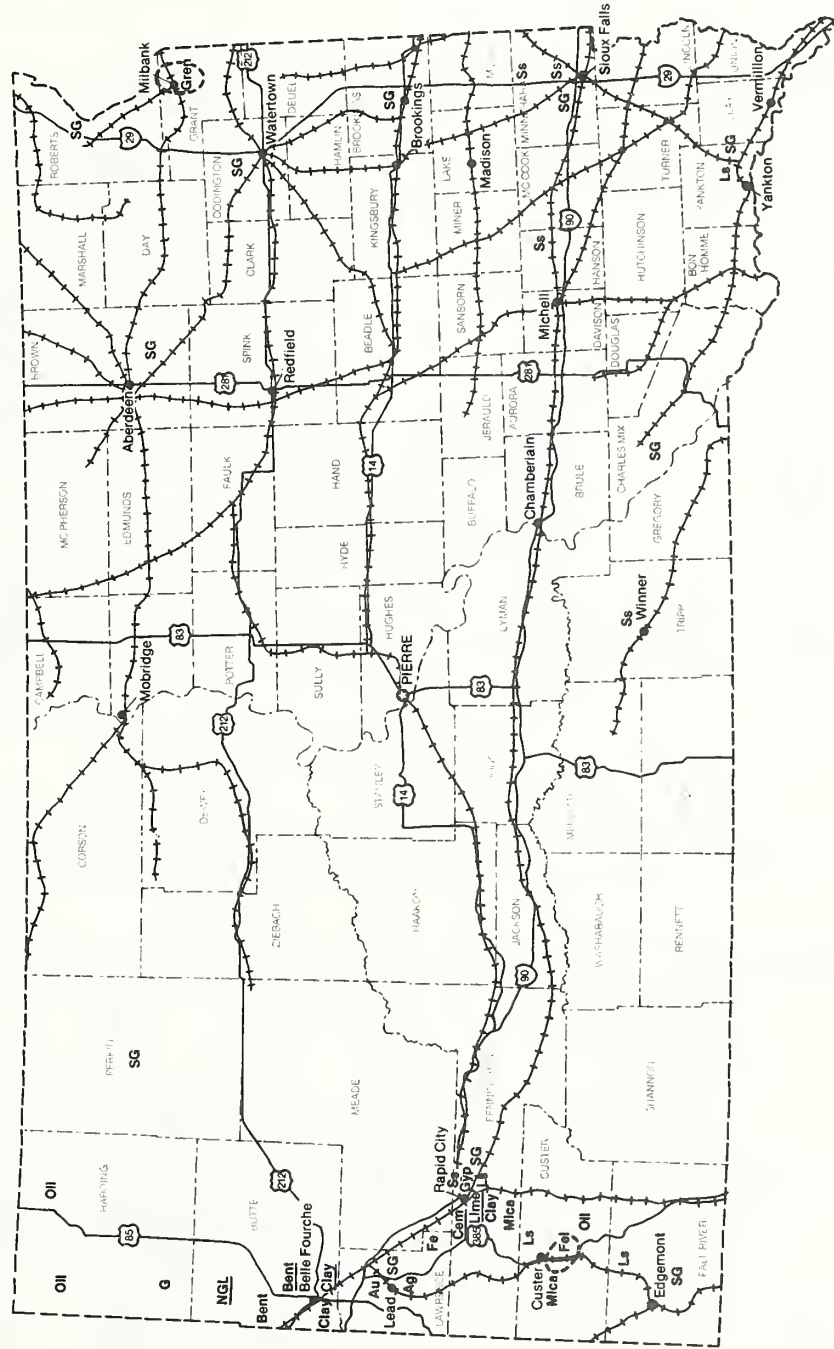 Oil
HARDING
Oil
85
G
NGL
PERKINS
SG
CORSON
CAMPBELL
MC PHERSON
BROWN
MARSHALL
ROBERTS
29
SG
Milbank
Gran
GRANT
DAY
Mobridge
83
EDMUNDS
Aberdeen
SG
BUTTE
212
Bent
Bent
Belle Fourche
Clay
Clay
ZIEBACH
DEWEY
212
POTTER
FAULK
281
SPINK
Redfield
CLARK
CODINGTON
SG
Watertown
212
DEUEL
HAMLIN
MEADE
SULLY
HYDE
HAND
14
BEADLE
KINGSBURY
BROOKINGS
SG
Brookings
Au
SG
Lead
Ag
LAWRENCE
Fe
HAAKON
STANLEY
14
PIERRE
HUGHES
83
BUFFALO
JERAULD
SANBORN
MINER
LAKE
Madison
Rapid City
Ss
Cem
Gyp
SG
Lime
Ls
385
Clay
Mica
90
JACKSON
LYMAN
Chamberlain
AURORA
281
Mitchell
Ss
MC COOK
MINNEHAHA
Ss
Ss
SG
Sioux Falls
90
Ls
Custer
Mica
Fel
Oil
CUSTER
WASHABAUGH
83
BRULE
DAVISON
HANSON
DOUGLAS
HUTCHINSON
TURNER
29
Ls
Edgemont
SG
FALL RIVER
SHANNON
BENNETT
Ss
Winner
TRIPP
GREGORY
CHARLES MIX
SG
BON
HOMME
YANKTON
Ls
SG
Yankton
Vermillion